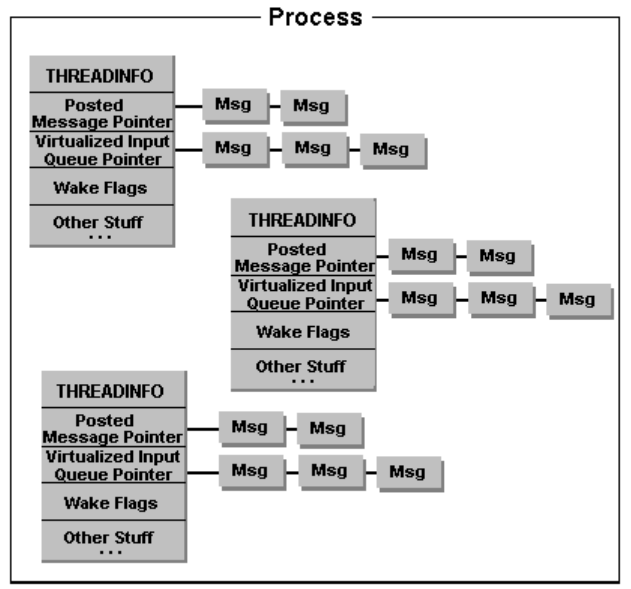 Process
THREADINFO
Posted
Message Pointer
Msg Msg
Virtualized Input
Queue Pointer
Msg Msg Msg
Wake Flags
Other Stuff
...
THREADINFO
Posted
Message Pointer
Msg Msg
Virtualized Input
Queue Pointer
Msg Msg Msg
Wake Flags
Other Stuff
...
THREADINFO
Posted
Message Pointer
Msg Msg
Virtualized Input
Queue Pointer
Msg Msg Msg
Wake Flags
Other Stuff
...